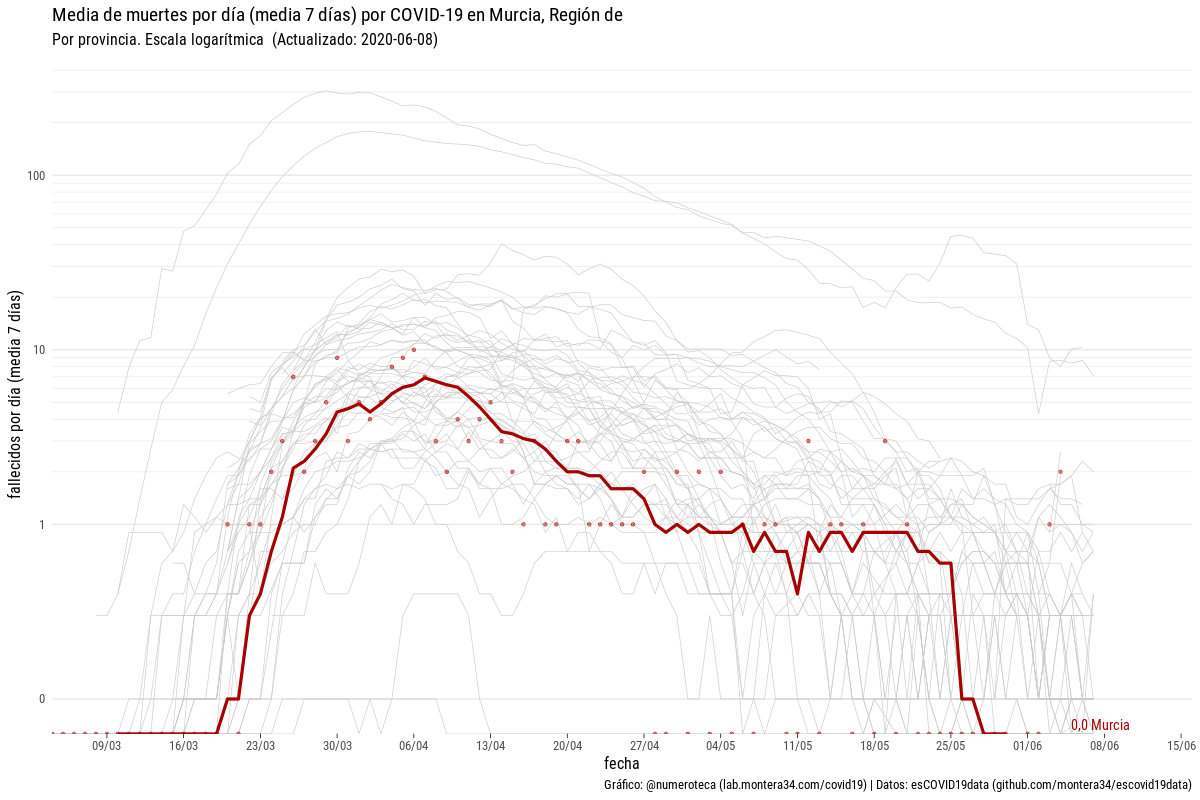 Media de muertes por día (media 7 días) por COVID-19 en Murcia, Región de
Por provincia. Escala logarítmica (Actualizado: 2020-06-08)
fallecidos por día (media 7 días)
100
10
1
0
0,0 Murcia
09/03 16/03 23/03 30/03 06/04 13/04 20/04 27/04 04/05 11/05 18/05 25/05 01/06 08/06 15/06
fecha
Gráfico: @numeroteca (lab.montera34.com/covid19) | Datos: esCOVID19data (github.com/montera34/escovid19data)